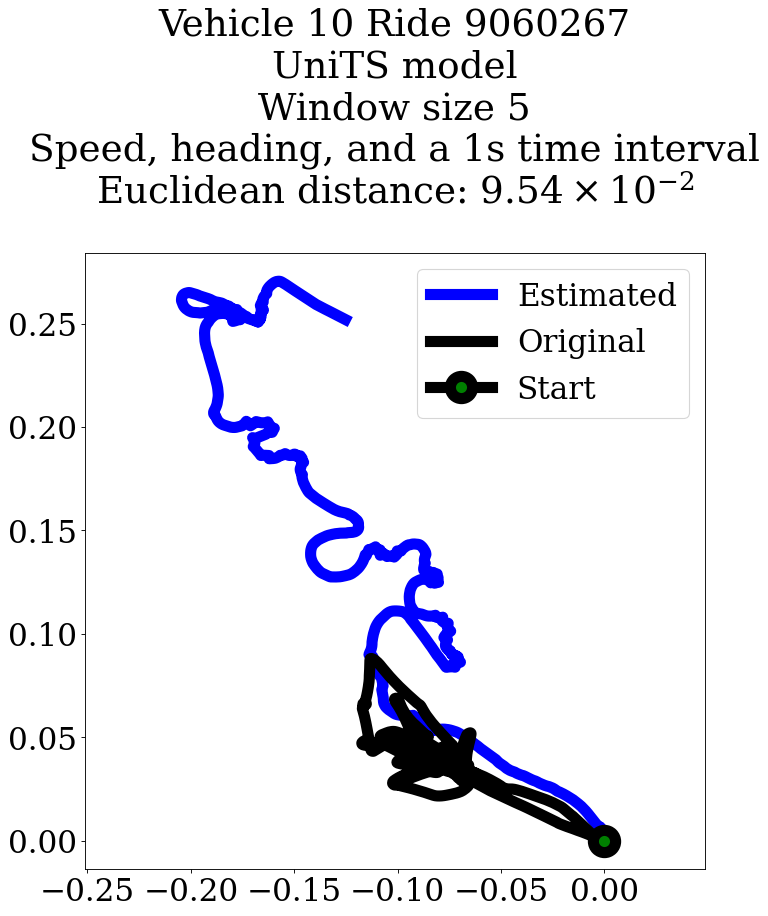 Vehicle 10 Ride 9060267
UniTS model
Window size 5
Speed, heading, and a 1s time interval
Euclidean distance: 9.54 × 10⁻²
Estimated
Original
Start
0.25
0.20
0.15
0.10
0.05
0.00
−0.25 −0.20 −0.15 −0.10 −0.05 0.00